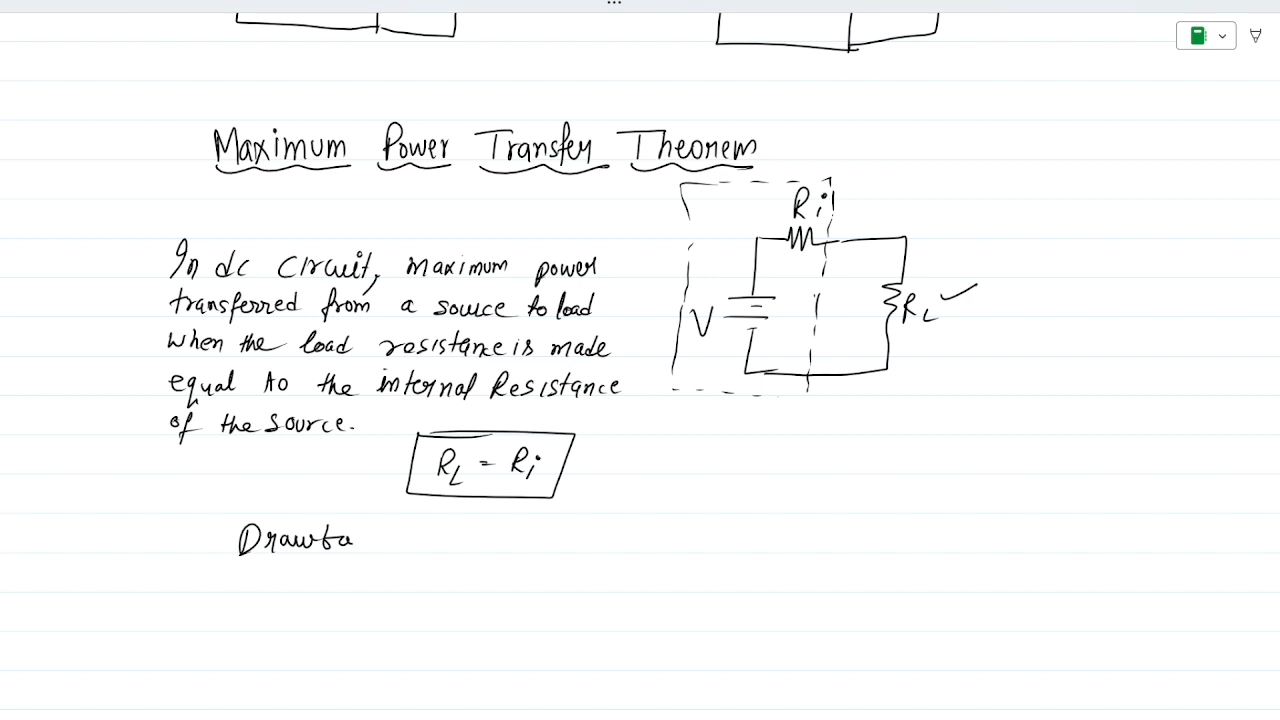 Maximum Power Transfer Theorem
In dc circuit, maximum power
transferred from a source to load
when the load resistance is made
equal to the internal Resistance
of the source.
RL = Ri
Drawba
Ri
V
RL